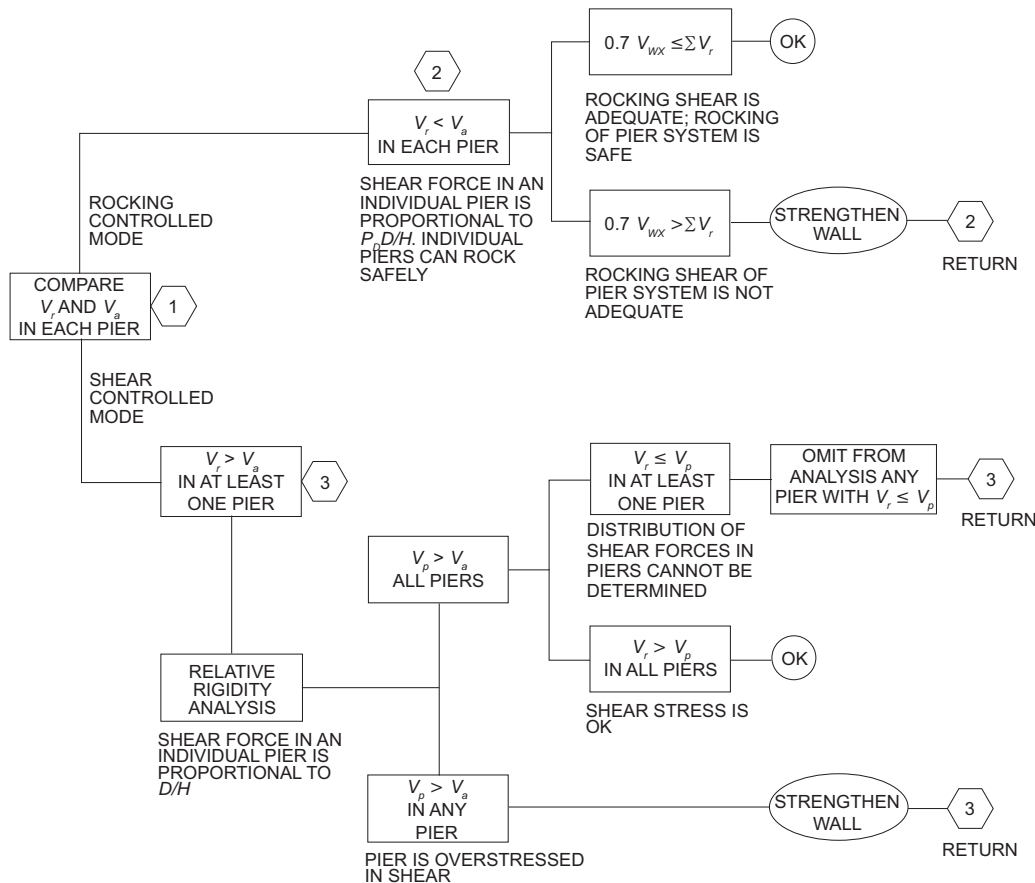 2
V_r < V_a
IN EACH PIER
SHEAR FORCE IN AN
INDIVIDUAL PIER IS
PROPORTIONAL TO
P_D D/H. INDIVIDUAL
PIERS CAN ROCK
SAFELY
0.7 V_WX ≤ Σ V_r
OK
ROCKING SHEAR IS
ADEQUATE; ROCKING
OF PIER SYSTEM IS
SAFE
0.7 V_WX > Σ V_r
STRENGTHEN
WALL
2
RETURN
ROCKING SHEAR OF
PIER SYSTEM IS NOT
ADEQUATE
ROCKING
CONTROLLED
MODE
COMPARE
V_r AND V_a
IN EACH PIER
1
SHEAR
CONTROLLED
MODE
V_r > V_a
IN AT LEAST
ONE PIER
3
RELATIVE
RIGIDITY
ANALYSIS
SHEAR FORCE IN AN
INDIVIDUAL PIER IS
PROPORTIONAL TO
D/H
V_p > V_a
ALL PIERS
V_r ≤ V_p
IN AT LEAST
ONE PIER
DISTRIBUTION OF
SHEAR FORCES IN
PIERS CANNOT BE
DETERMINED
OMIT FROM
ANALYSIS ANY
PIER WITH V_r ≤ V_p
3
RETURN
V_r > V_p
IN ALL PIERS
OK
SHEAR STRESS IS
OK
V_p > V_a
IN ANY
PIER
PIER IS OVERSTRESSED
IN SHEAR
STRENGTHEN
WALL
3
RETURN